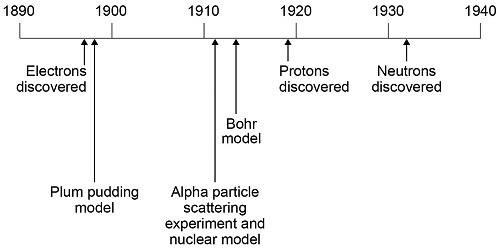 1890 1900 1910 1920 1930 1940
Electrons
discovered
Protons
discovered
Neutrons
discovered
Bohr
model
Plum pudding
model
Alpha particle
scattering
experiment and
nuclear model